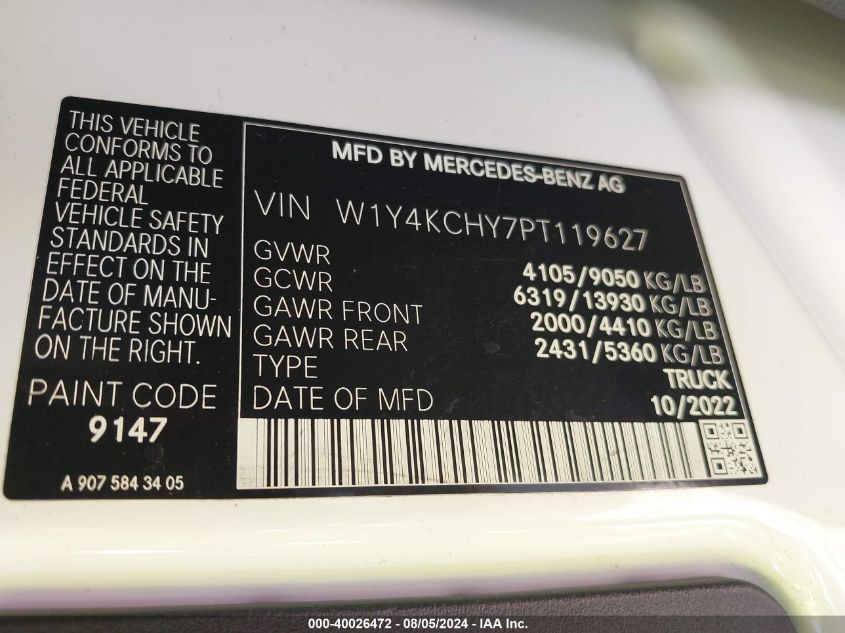 THIS VEHICLE
CONFORMS TO
ALL APPLICABLE
FEDERAL
VEHICLE SAFETY
STANDARDS IN
EFFECT ON THE
DATE OF MANU-
FACTURE SHOWN
ON THE RIGHT.
PAINT CODE
9147
A 907 584 34 05
MFD BY MERCEDES-BENZ AG
VIN W1Y4KCHY7PT119627
GVWR 4105/9050 KG/LB
GCWR 6319/13930 KG/LB
GAWR FRONT 2000/4410 KG/LB
GAWR REAR 2431/5360 KG/LB
TYPE TRUCK
DATE OF MFD 10/2022
000-40026472 - 08/05/2024 - IAA Inc.